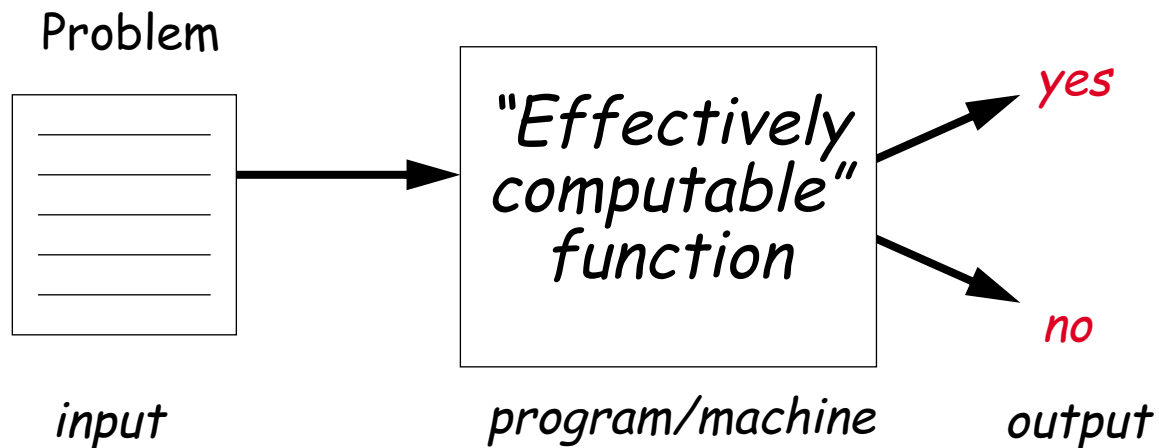 Problem
"Effectively
computable"
function
yes
no
input
program/machine
output